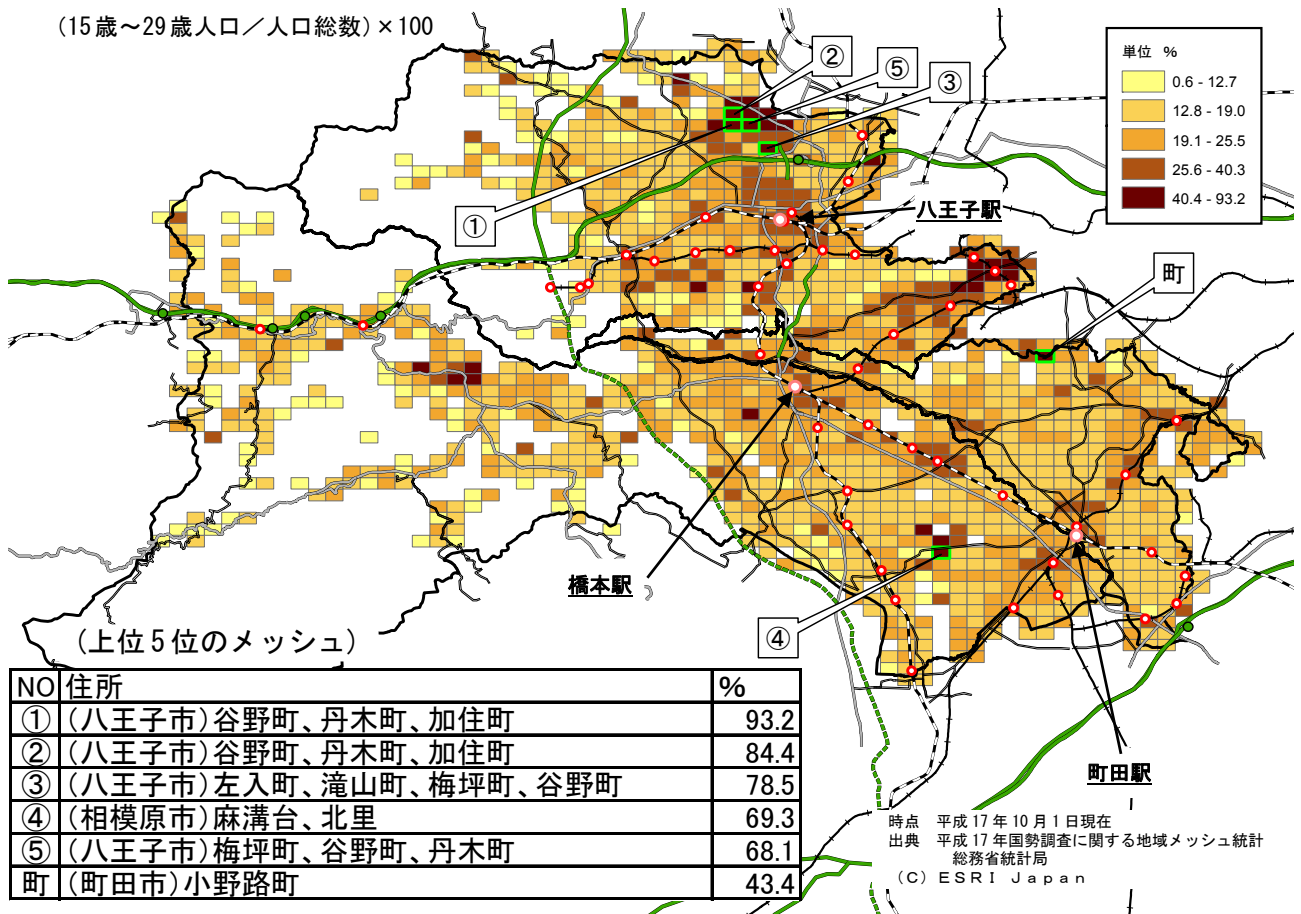 (15歳～29歳人口／人口総数)×100
②
⑤
③
単位 %
0.6 - 12.7
12.8 - 19.0
19.1 - 25.5
25.6 - 40.3
40.4 - 93.2
①
八王子駅
町
橋本駅
④
町田駅
(上位5位のメッシュ)
NO 住所 %
① (八王子市)谷野町、丹木町、加住町 93.2
② (八王子市)谷野町、丹木町、加住町 84.4
③ (八王子市)左入町、滝山町、梅坪町、谷野町 78.5
④ (相模原市)麻溝台、北里 69.3
⑤ (八王子市)梅坪町、谷野町、丹木町 68.1
町 (町田市)小野路町 43.4
時点 平成17年10月1日現在
出典 平成17年国勢調査に関する地域メッシュ統計
総務省統計局
(C) ESRI Japan